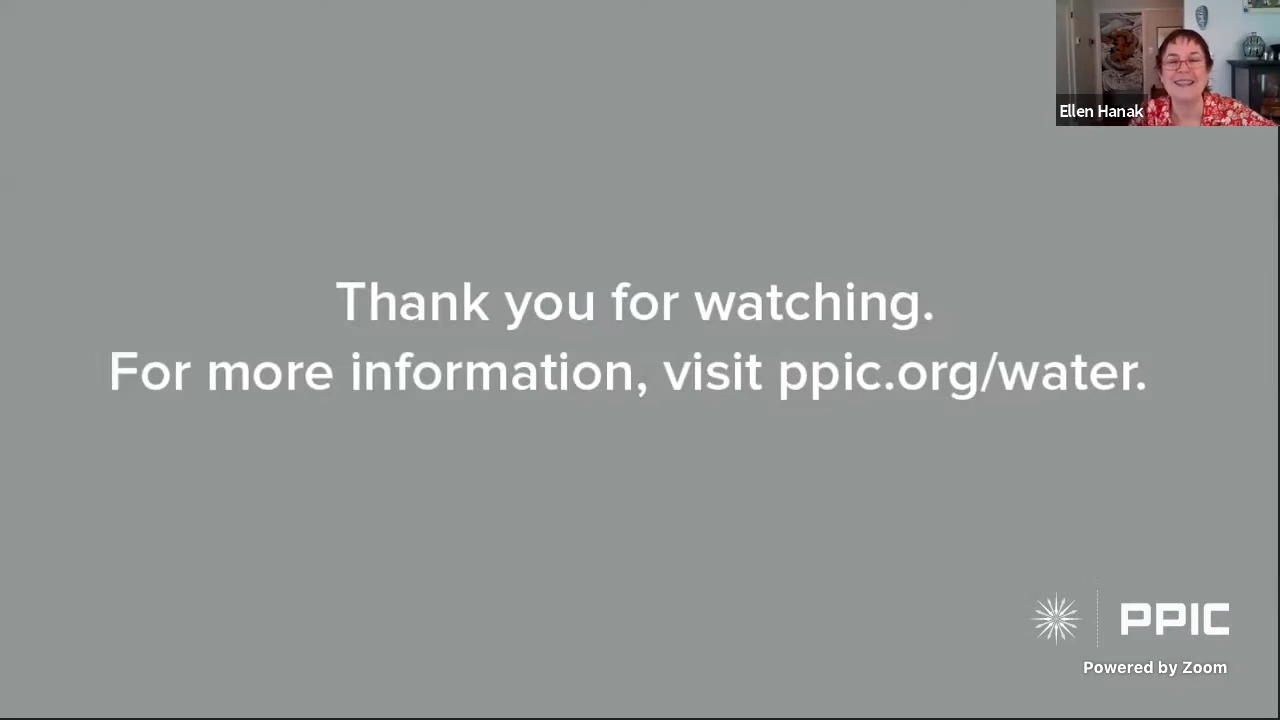 Ellen Hanak
Thank you for watching.
For more information, visit ppic.org/water.
PPIC
Powered by Zoom